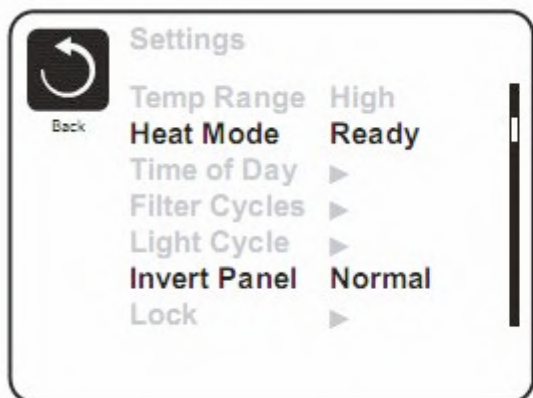 Settings
Back
Temp Range High
Heat Mode Ready
Time of Day
Filter Cycles
Light Cycle
Invert Panel Normal
Lock